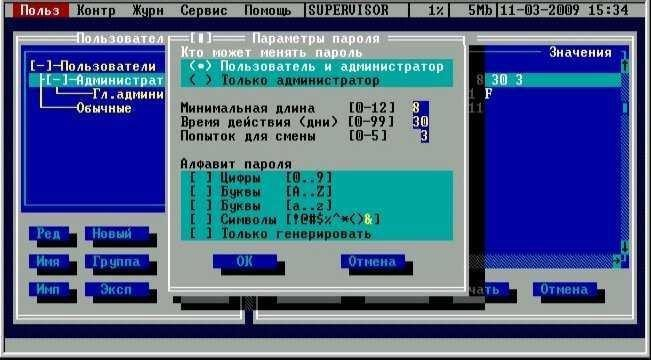 Польз Контр Журн Сервис Помощь SUPERVISOR 1% 5Mb 11-03-2009 15:34
Пользовател
Параметры пароля
Значения
Кто может менять пароль
(•) Пользователь и администратор
( ) Только администратор
[-]-Пользователи
[-]-Администрат
Гл.админи
Обычные
8 30 3
F
11
Минимальная длина [0-12] 8
Время действия (дни) [0-99] 30
Попыток для смены [0-5] 3
Алфавит пароля
[ ] Цифры [0..9]
[ ] Буквы [A..Z]
[ ] Буквы [a..z]
[ ] Символы [!@#$%^*()&]
[ ] Только генерировать
Ред Новый
Имя Группа
Имп Эксп
OK Отмена
чать Отмена